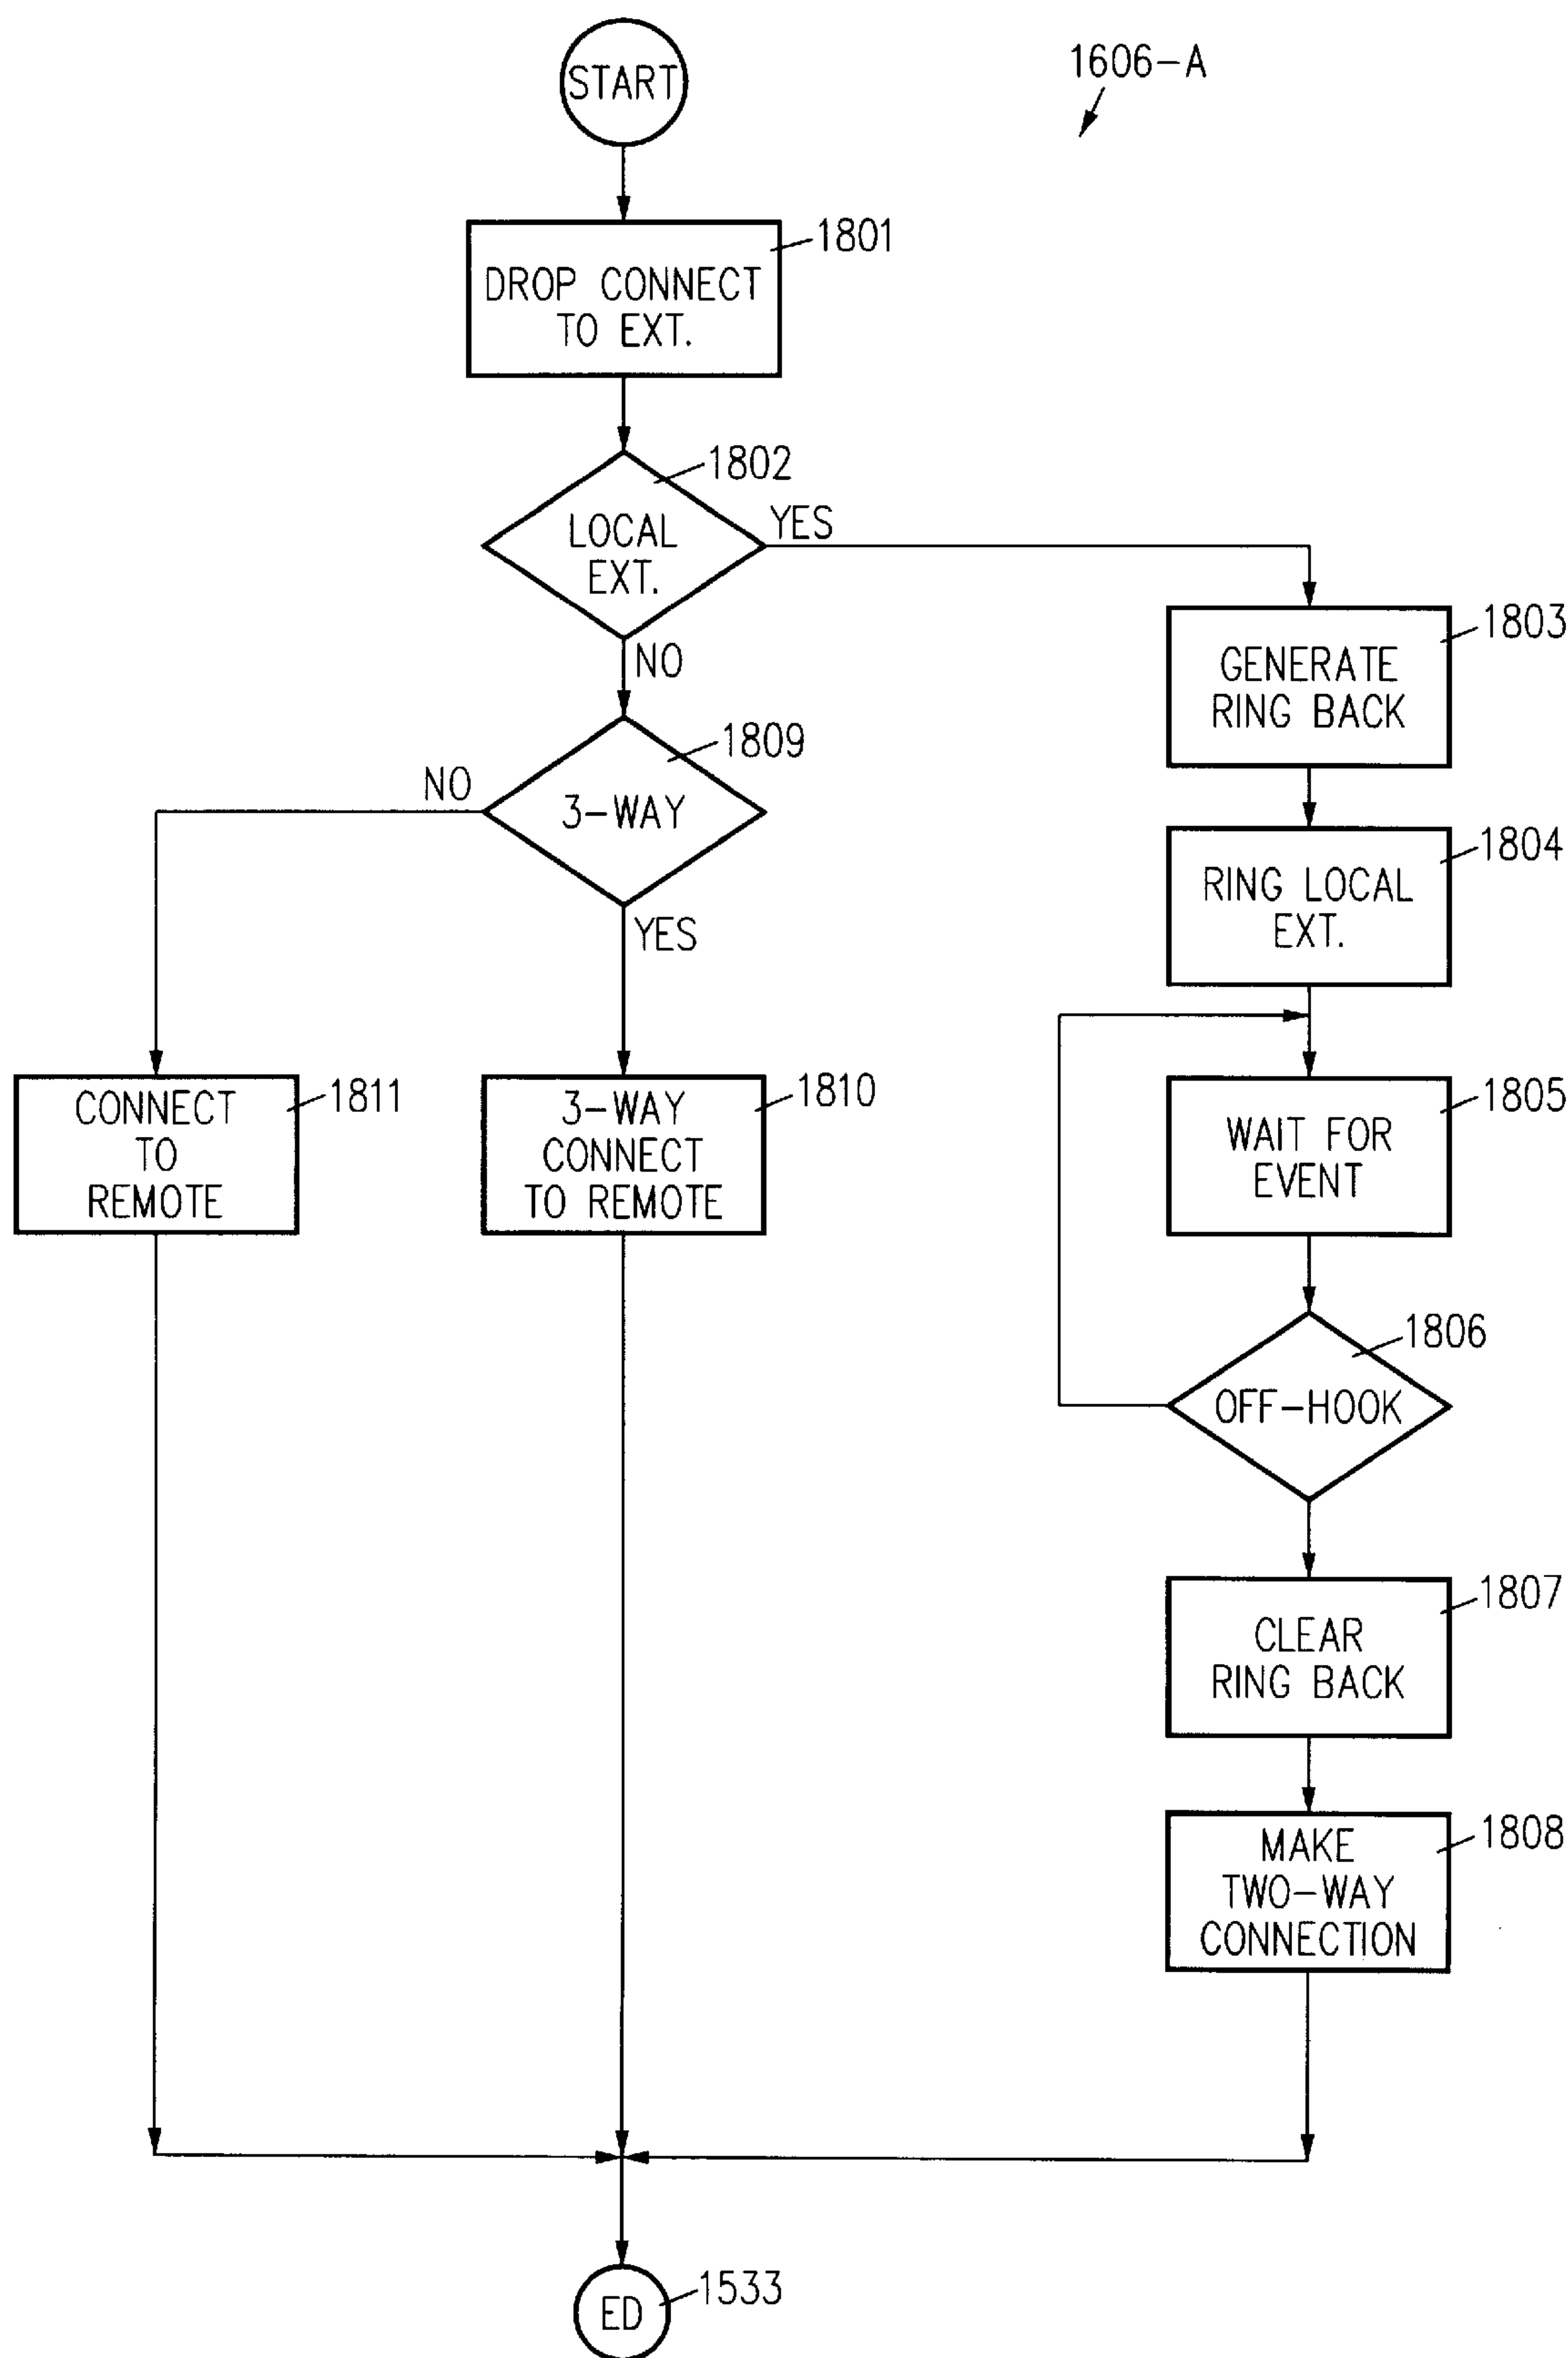 START
1606-A
1801
DROP CONNECT
TO EXT.
1802
LOCAL
EXT.
YES
NO
1803
GENERATE
RING BACK
1809
3-WAY
NO
YES
1804
RING LOCAL
EXT.
1811
CONNECT
TO
REMOTE
1810
3-WAY
CONNECT
TO REMOTE
1805
WAIT FOR
EVENT
1806
OFF-HOOK
1807
CLEAR
RING BACK
1808
MAKE
TWO-WAY
CONNECTION
1533
ED